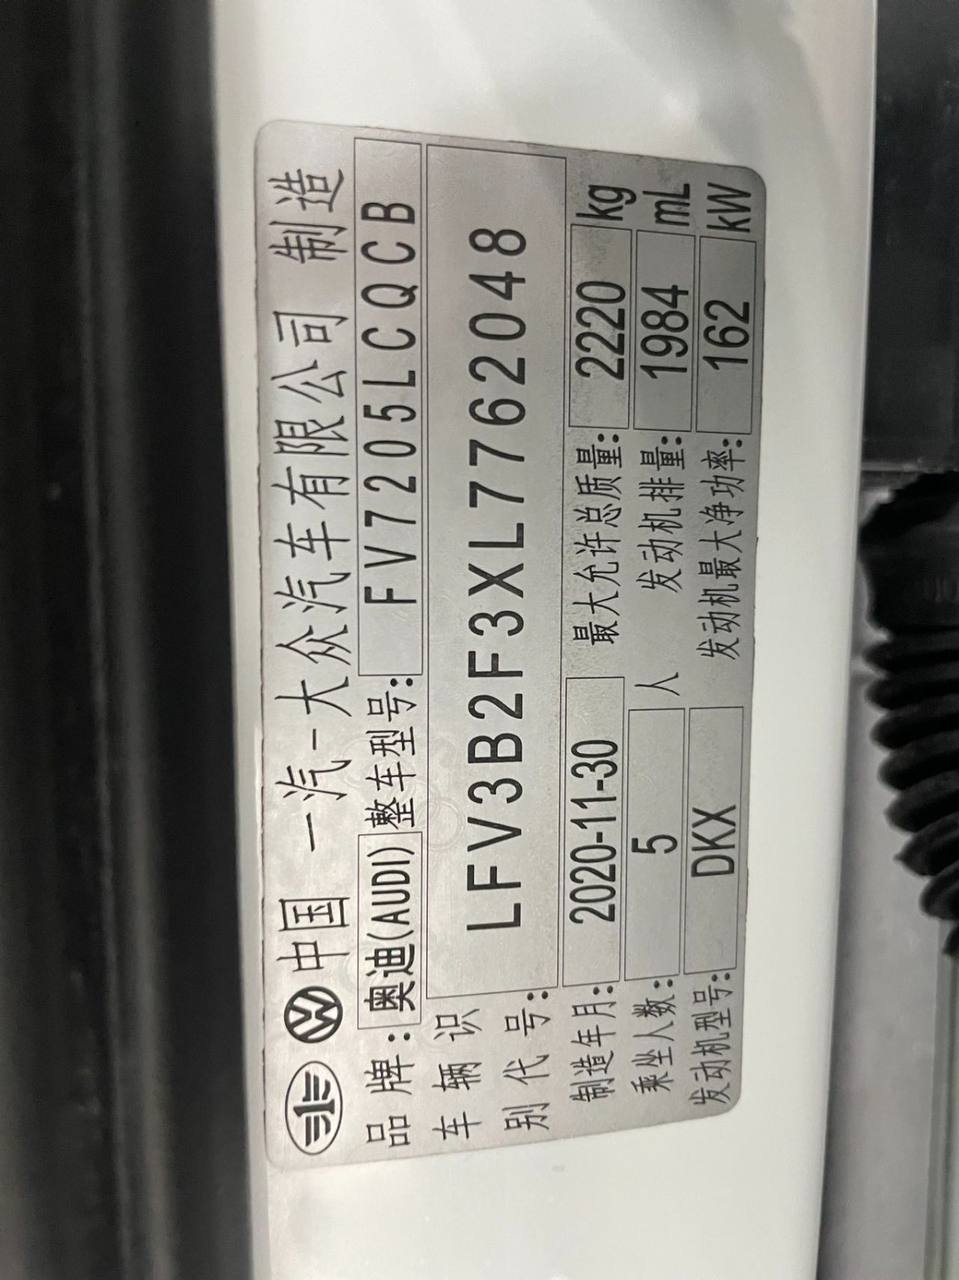 中国 一汽-大众汽车有限公司 制造
品牌: 奥迪(AUDI) 整车型号: FV7205LCQCB
车辆识别代号: LFV3B2F3XL7762048
制造年月: 2020-11-30 最大允许总质量: 2220 kg
乘坐人数: 5 人 发动机排量: 1984 mL
发动机型号: DKX 发动机最大净功率: 162 kW